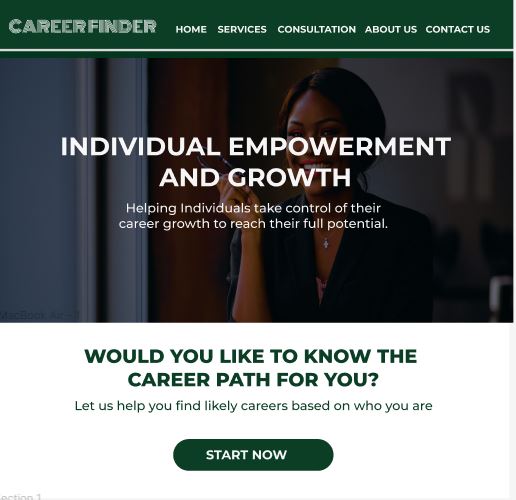 CAREERFINDER HOME SERVICES CONSULTATION ABOUT US CONTACT US
INDIVIDUAL EMPOWERMENT
AND GROWTH
Helping Individuals take control of their
career growth to reach their full potential.
MacBook Air - 1
WOULD YOU LIKE TO KNOW THE
CAREER PATH FOR YOU?
Let us help you find likely careers based on who you are
START NOW
ection 1